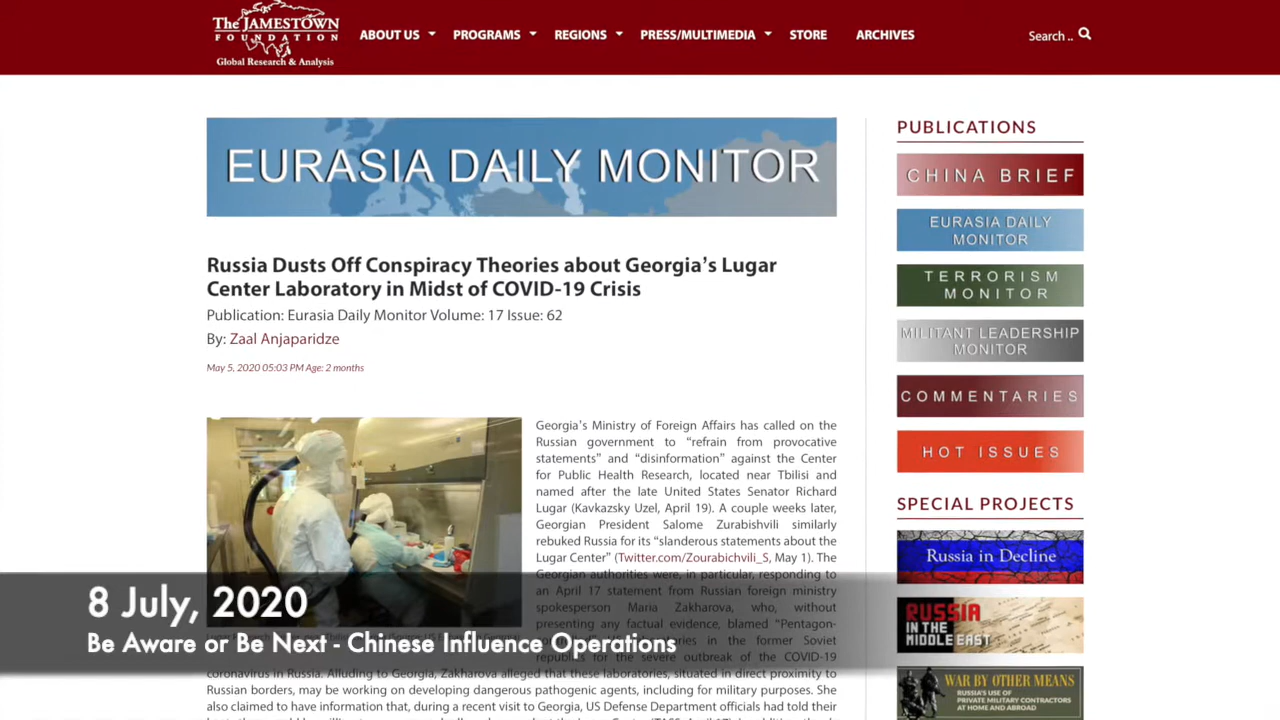 The JAMESTOWN
FOUNDATION
Global Research & Analysis
ABOUT US
PROGRAMS
REGIONS
PRESS/MULTIMEDIA
STORE
ARCHIVES
Search ..
EURASIA DAILY MONITOR
Russia Dusts Off Conspiracy Theories about Georgia's Lugar
Center Laboratory in Midst of COVID-19 Crisis
Publication: Eurasia Daily Monitor Volume: 17 Issue: 62
By: Zaal Anjaparidze
May 5, 2020 05:03 PM Age: 2 months
Georgia's Ministry of Foreign Affairs has called on the
Russian government to “refrain from provocative
statements” and “disinformation” against the Center
for Public Health Research, located near Tbilisi and
named after the late United States Senator Richard
Lugar (Kavkazsky Uzel, April 19). A couple weeks later,
Georgian President Salome Zurabishvili similarly
rebuked Russia for its “slanderous statements about the
Lugar Center” (Twitter.com/Zourabichvili_S, May 1). The
Georgian authorities were, in particular, responding to
an April 17 statement from Russian foreign ministry
spokesperson Maria Zakharova, who, without
presenting any factual evidence, blamed “Pentagon-
in the former Soviet
republics for the severe outbreak of the COVID-19
coronavirus in Russia. Alluding to Georgia, Zakharova alleged that these laboratories, situated in direct proximity to
Russian borders, may be working on developing dangerous pathogenic agents, including for military purposes. She
also claimed to have information that, during a recent visit to Georgia, US Defense Department officials had told their
8 July, 2020
Be Aware or Be Next - Chinese Influence Operations
PUBLICATIONS
CHINA BRIEF
EURASIA DAILY
MONITOR
TERRORISM
MONITOR
MILITANT LEADERSHIP
MONITOR
COMMENTARIES
HOT ISSUES
SPECIAL PROJECTS
Russia in Decline
RUSSIA
IN THE
MIDDLE EAST
WAR BY OTHER MEANS
RUSSIA'S USE OF
PRIVATE MILITARY CONTRACTORS
AT HOME AND ABROAD